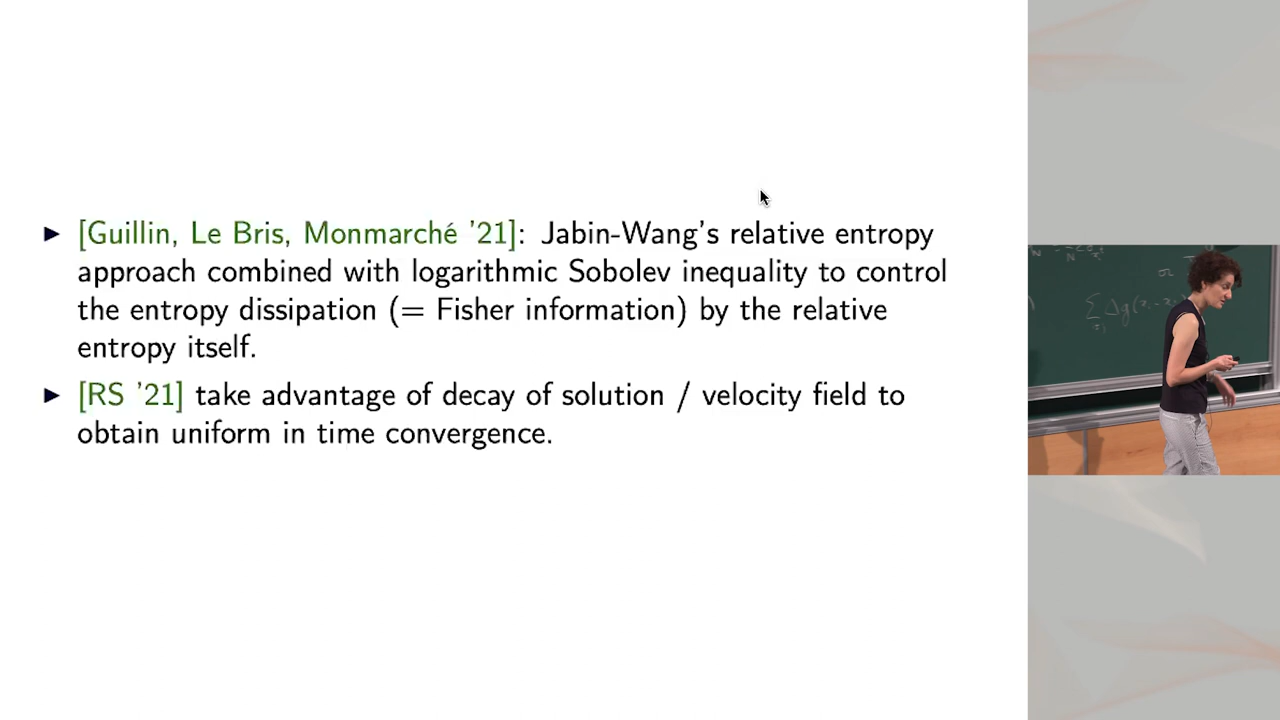 ► [Guillin, Le Bris, Monmarché '21]: Jabin-Wang's relative entropy
approach combined with logarithmic Sobolev inequality to control
the entropy dissipation (= Fisher information) by the relative
entropy itself.
► [RS '21] take advantage of decay of solution / velocity field to
obtain uniform in time convergence.